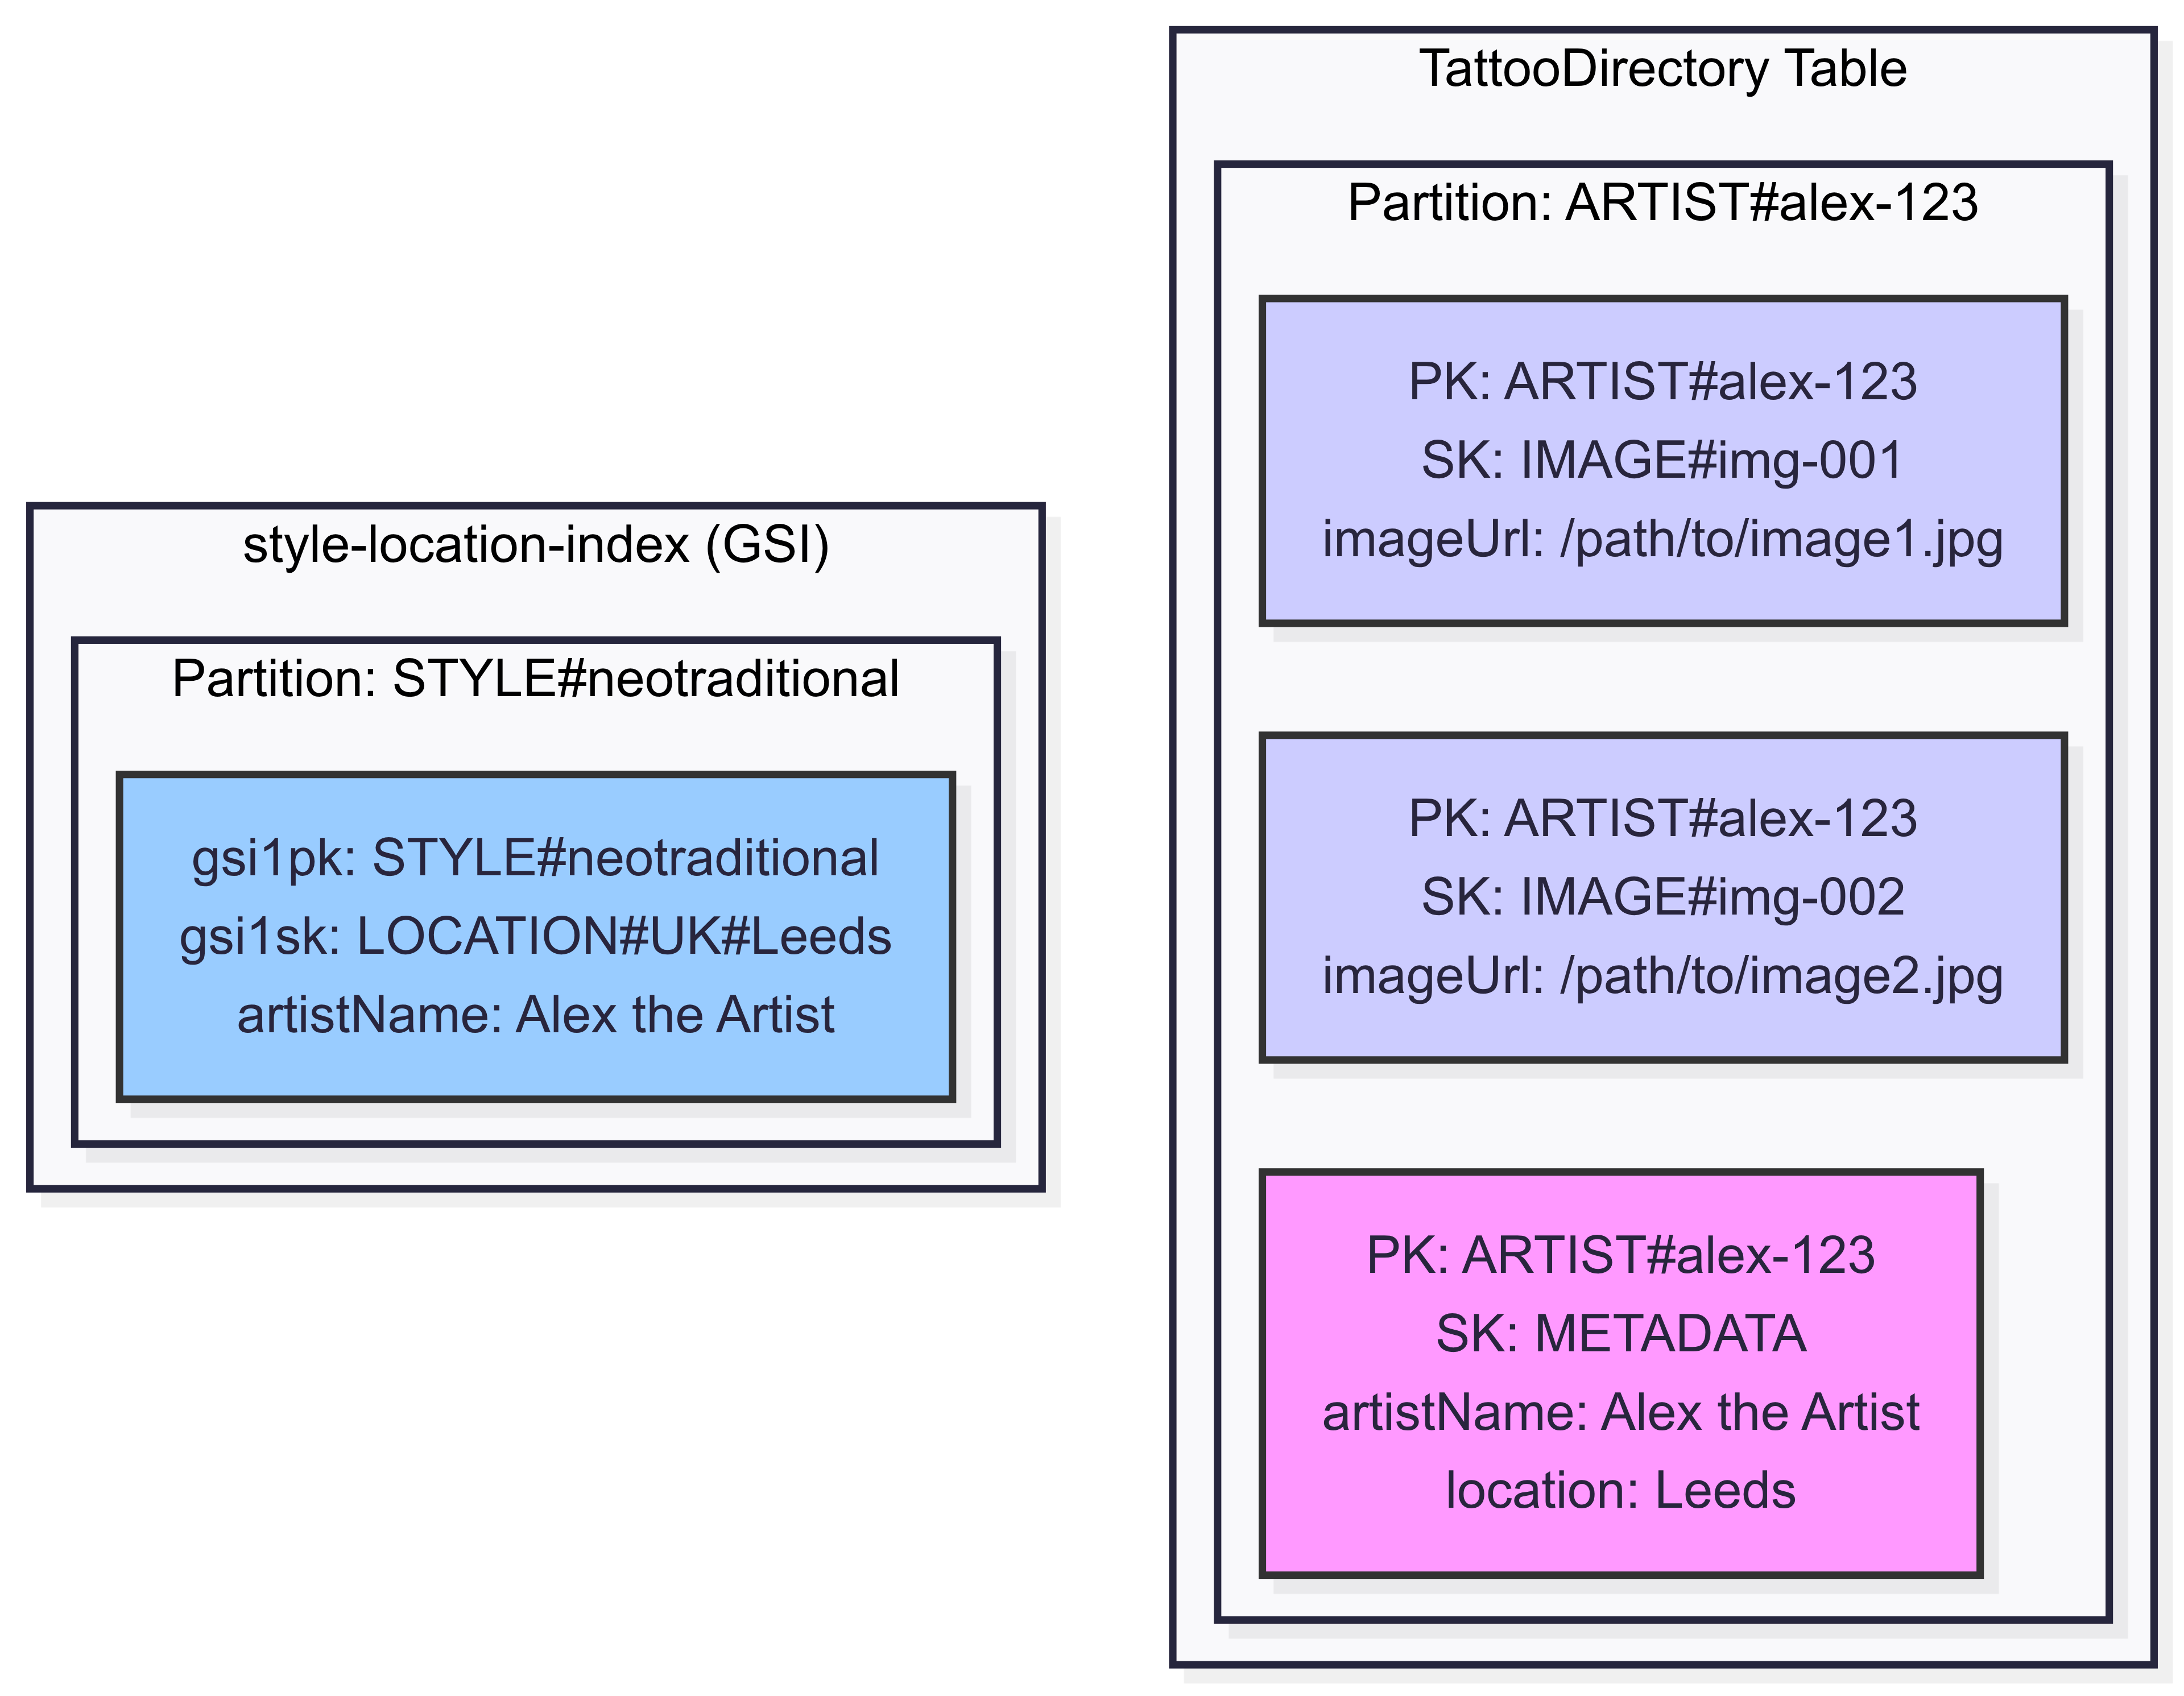 style-location-index (GSI)
Partition: STYLE#neotraditional
gsi1pk: STYLE#neotraditional
gsi1sk: LOCATION#UK#Leeds
artistName: Alex the Artist
TattooDirectory Table
Partition: ARTIST#alex-123
PK: ARTIST#alex-123
SK: IMAGE#img-001
imageUrl: /path/to/image1.jpg
PK: ARTIST#alex-123
SK: IMAGE#img-002
imageUrl: /path/to/image2.jpg
PK: ARTIST#alex-123
SK: METADATA
artistName: Alex the Artist
location: Leeds